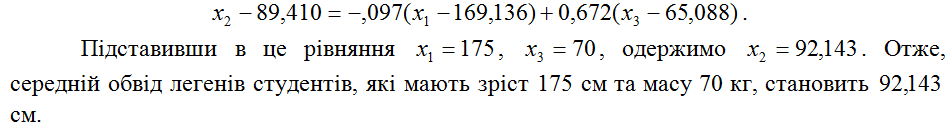 x₂ − 89,410 = −,097(x₁ − 169,136) + 0,672(x₃ − 65,088) .
Підставивши в це рівняння x₁ = 175 , x₃ = 70 , одержимо x₂ = 92,143 . Отже,
середній обвід легенів студентів, які мають зріст 175 см та масу 70 кг, становить 92,143
см.